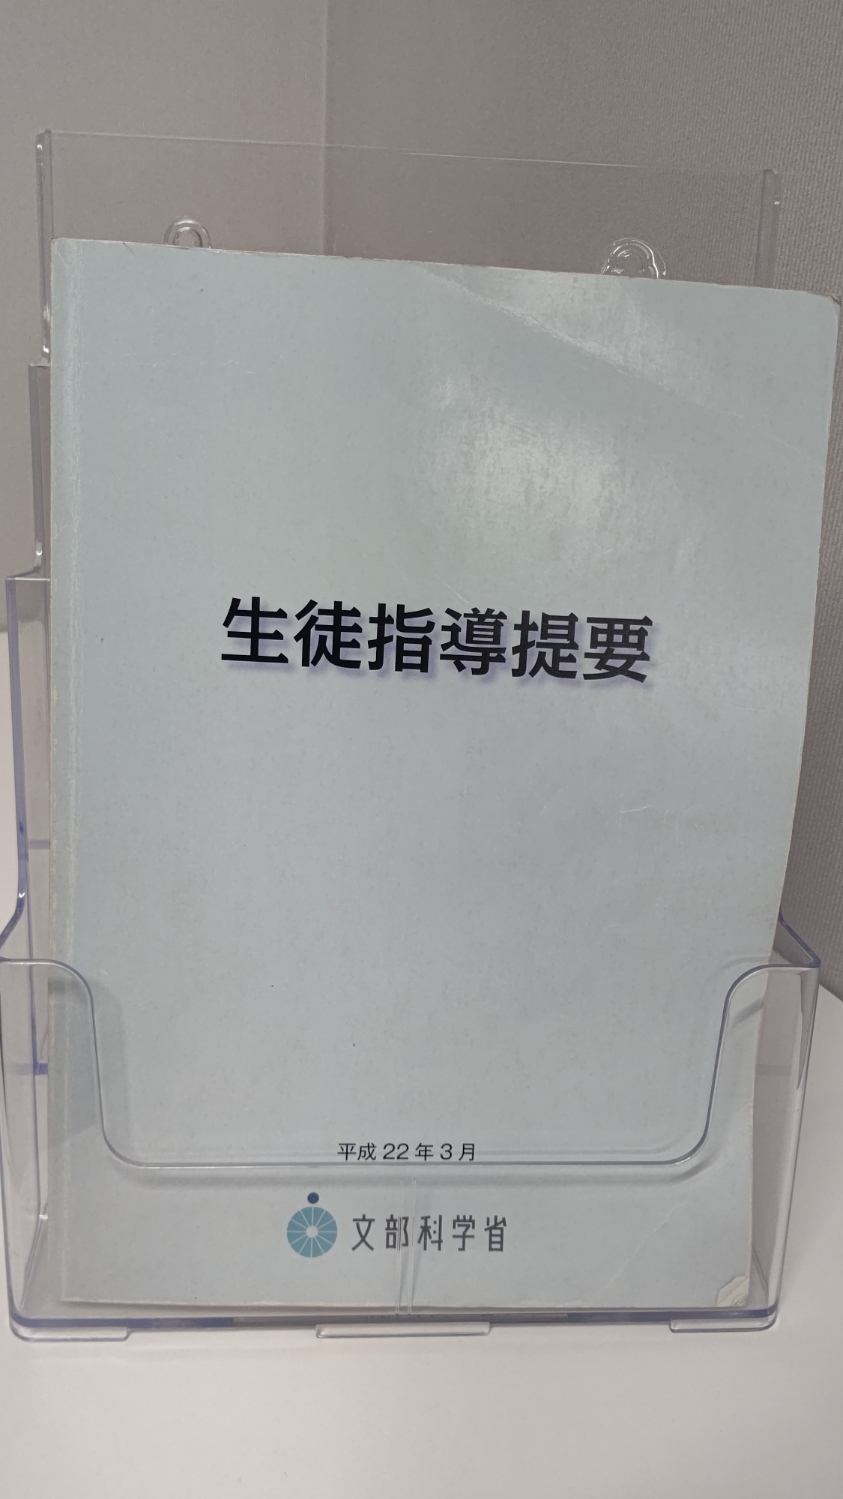 生徒指導提要
平成22年3月
文部科学省